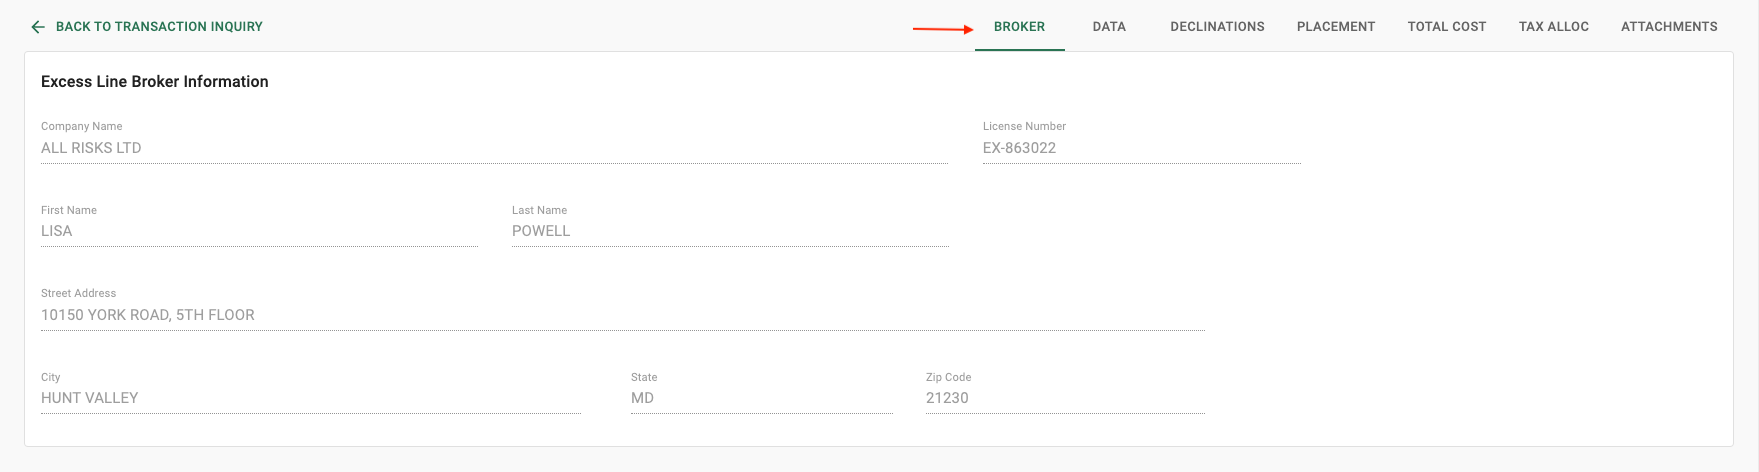 BACK TO TRANSACTION INQUIRY BROKER DATA DECLINATIONS PLACEMENT TOTAL COST TAX ALLOC ATTACHMENTS
Excess Line Broker Information
Company Name License Number
ALL RISKS LTD EX-863022
First Name Last Name
LISA POWELL
Street Address
10150 YORK ROAD, 5TH FLOOR
City State Zip Code
HUNT VALLEY MD 21230